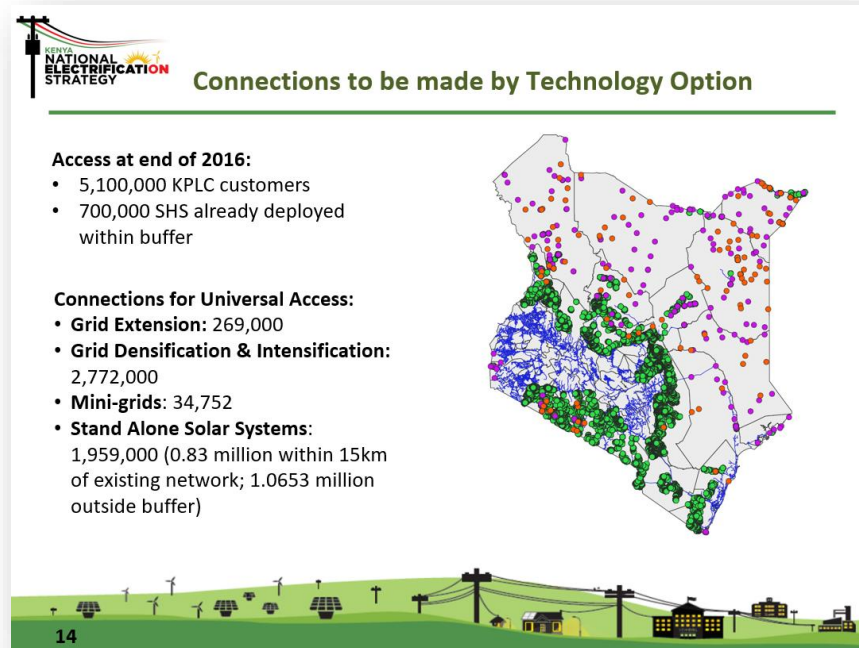 KENYA
NATIONAL
ELECTRIFICATION
STRATEGY
Connections to be made by Technology Option
Access at end of 2016:
• 5,100,000 KPLC customers
• 700,000 SHS already deployed
within buffer
Connections for Universal Access:
• Grid Extension: 269,000
• Grid Densification & Intensification:
2,772,000
• Mini-grids: 34,752
• Stand Alone Solar Systems:
1,959,000 (0.83 million within 15km
of existing network; 1.0653 million
outside buffer)
14